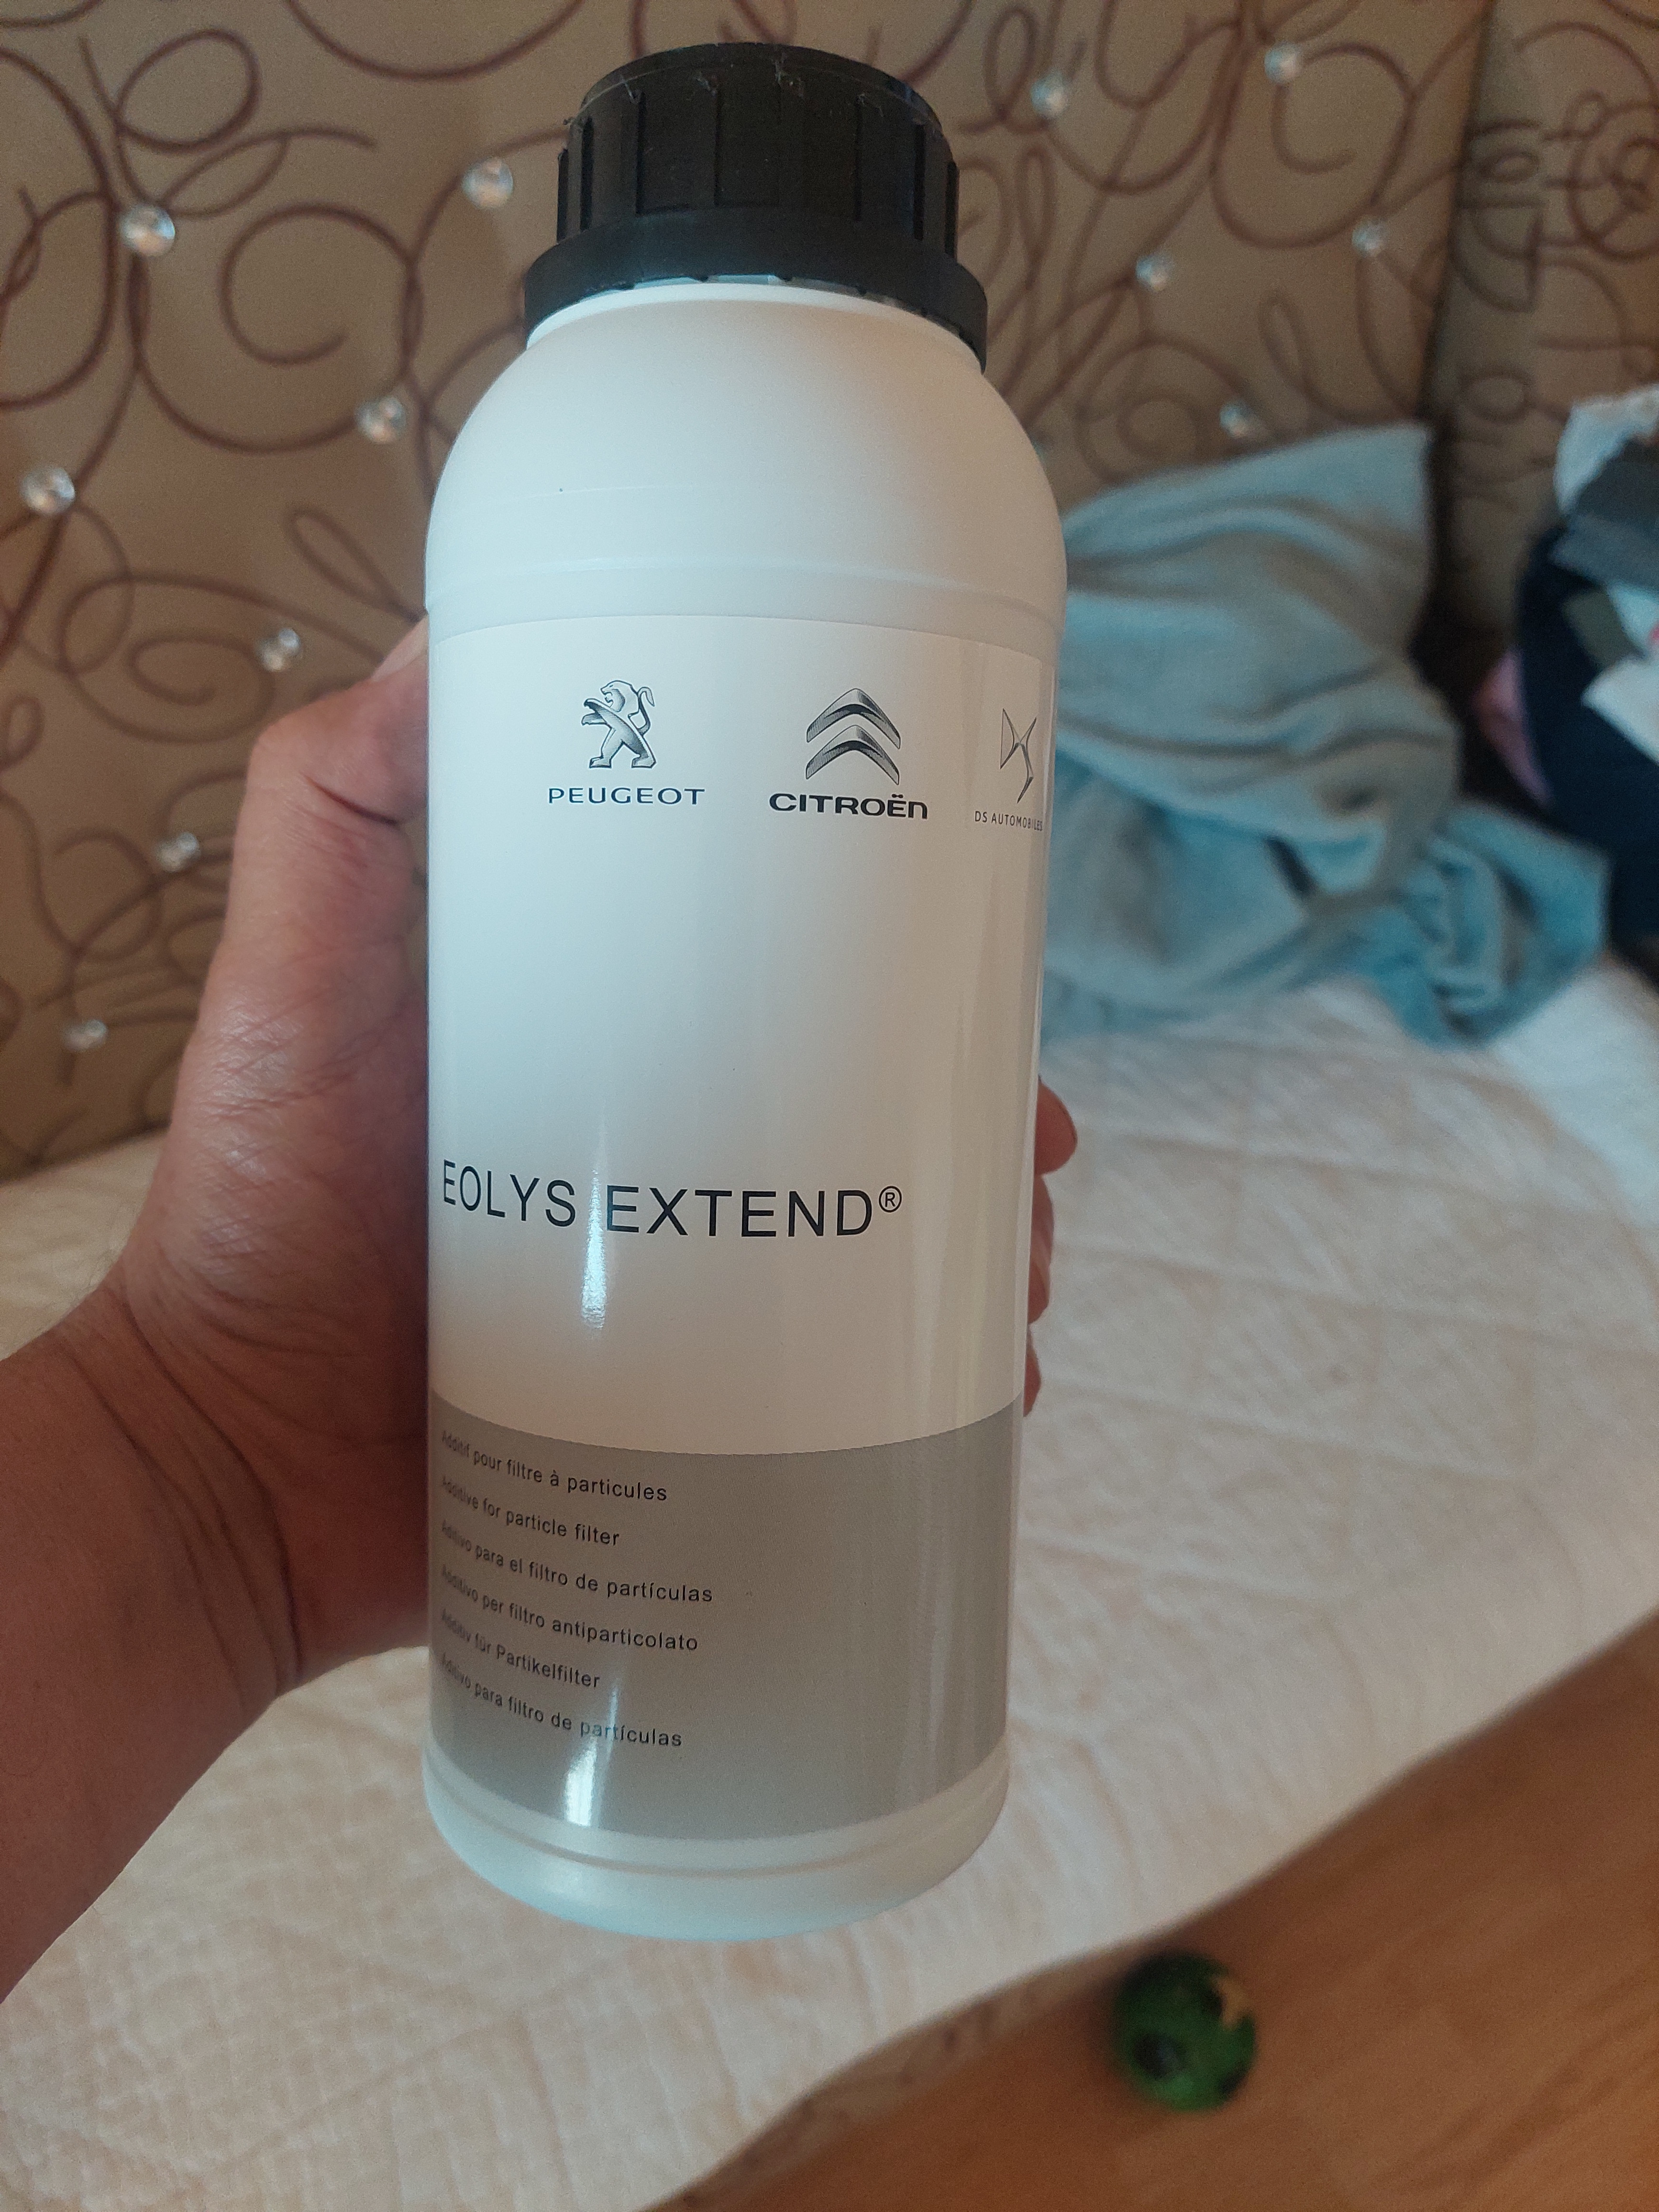 PEUGEOT
CITROËN
DS AUTOMOBILES
EOLYS EXTEND®
Additif pour filtre à particules
Additive for particle filter
Aditivo para el filtro de partículas
Additivo per filtro antiparticolato
Additiv für Partikelfilter
Aditivo para filtro de partículas